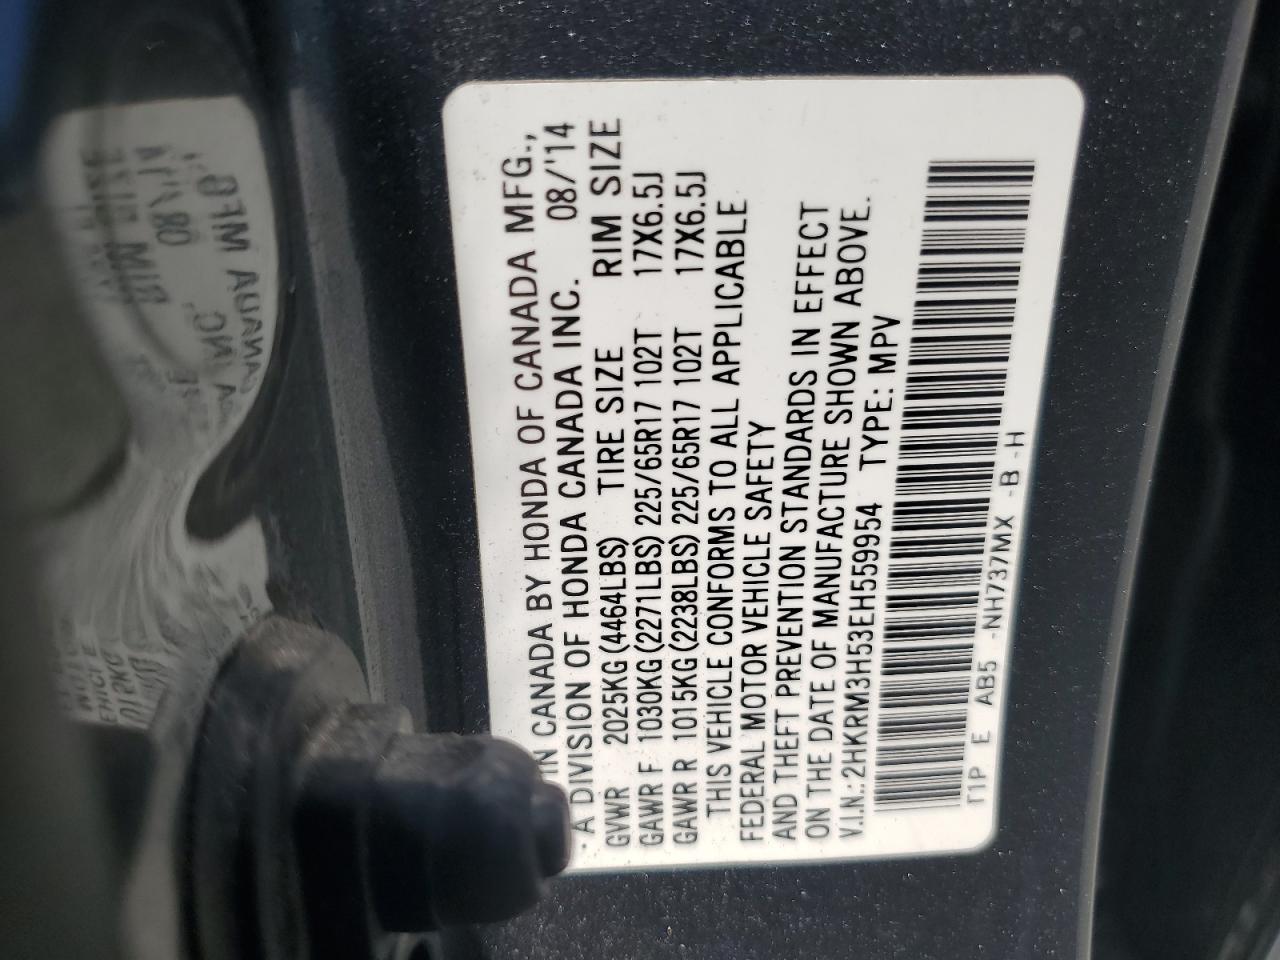 IN CANADA BY HONDA OF CANADA MFG.,
A DIVISION OF HONDA CANADA INC. 08/'14
GVWR 2025KG(4464LBS) TIRE SIZE RIM SIZE
GAWR F 1030KG(2271LBS) 225/65R17 102T 17X6.5J
GAWR R 1015KG(2238LBS) 225/65R17 102T 17X6.5J
THIS VEHICLE CONFORMS TO ALL APPLICABLE
FEDERAL MOTOR VEHICLE SAFETY
AND THEFT PREVENTION STANDARDS IN EFFECT
ON THE DATE OF MANUFACTURE SHOWN ABOVE.
V.I.N.:2HKRM3H53EH559954 TYPE: MPV
T1P E AB5 -NH737MX -B -H